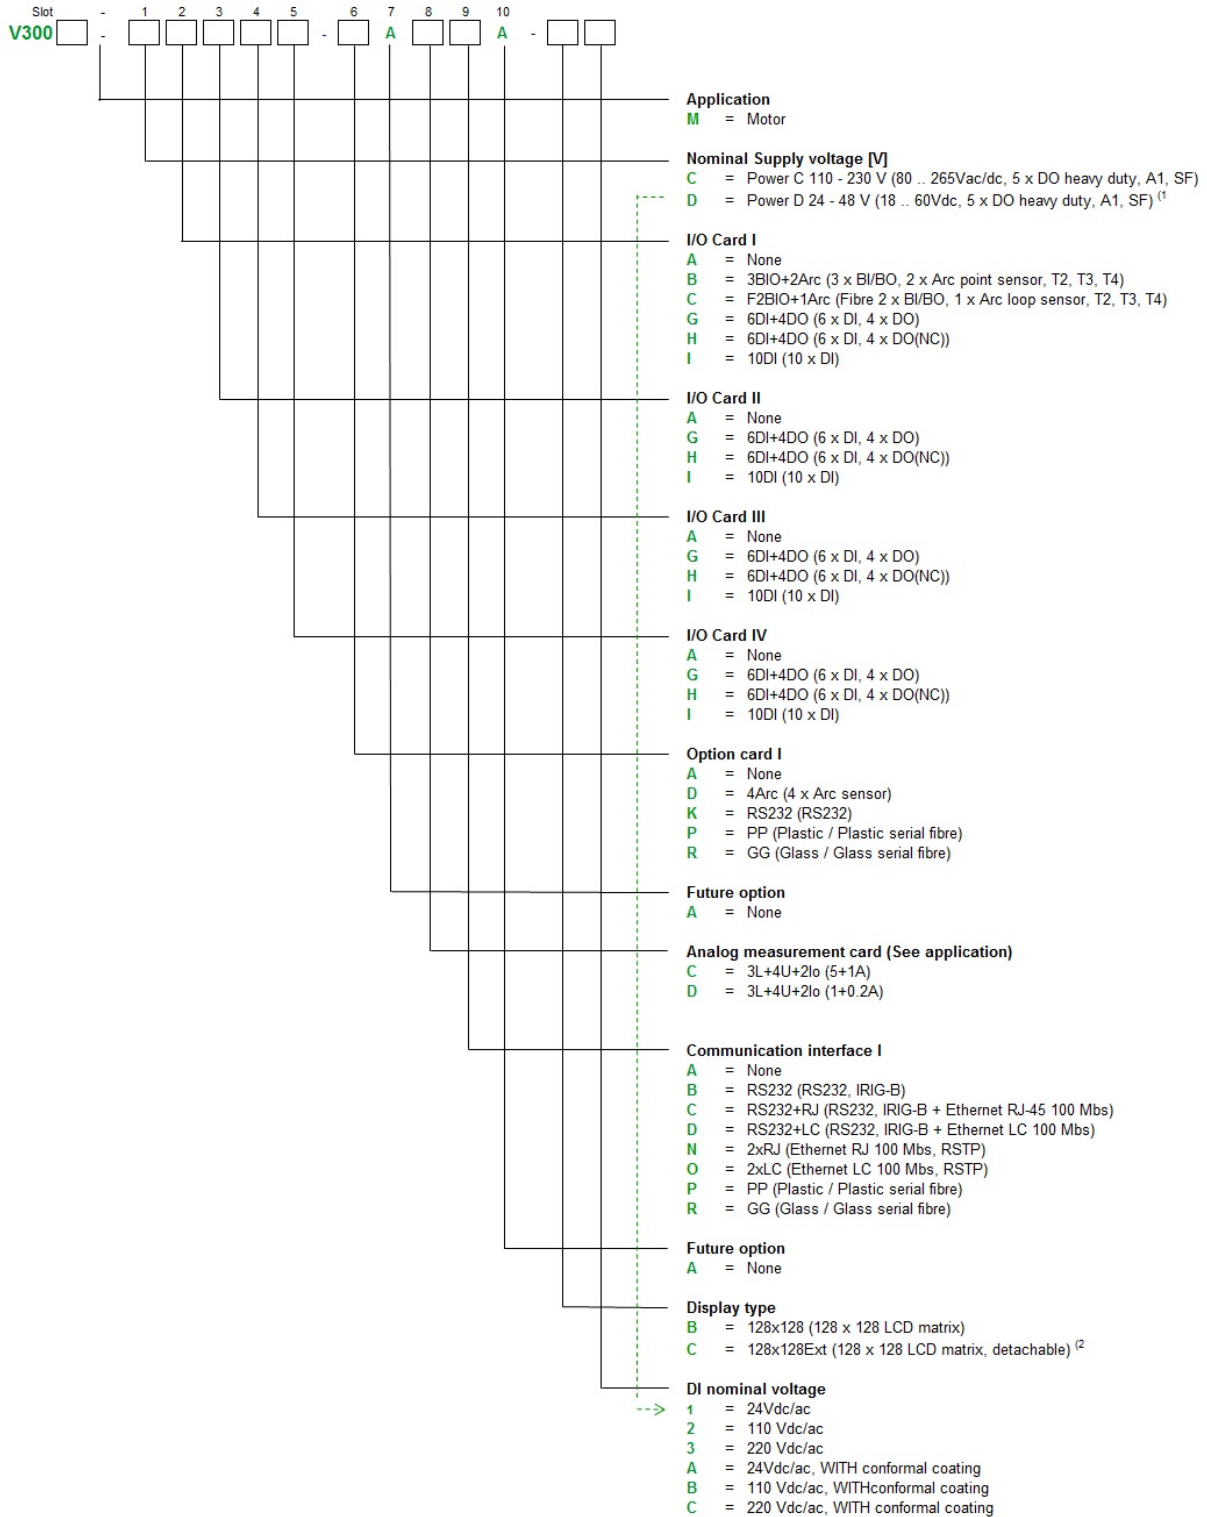 Slot - 1 2 3 4 5 6 7 8 9 10
V300 - - A A -
Application
M = Motor
Nominal Supply voltage [V]
C = Power C 110 - 230 V (80 .. 265Vac/dc, 5 x DO heavy duty, A1, SF)
D = Power D 24 - 48 V (18 .. 60Vdc, 5 x DO heavy duty, A1, SF) (1
I/O Card I
A = None
B = 3BIO+2Arc (3 x BI/BO, 2 x Arc point sensor, T2, T3, T4)
C = F2BIO+1Arc (Fibre 2 x BI/BO, 1 x Arc loop sensor, T2, T3, T4)
G = 6DI+4DO (6 x DI, 4 x DO)
H = 6DI+4DO (6 x DI, 4 x DO(NC))
I = 10DI (10 x DI)
I/O Card II
A = None
G = 6DI+4DO (6 x DI, 4 x DO)
H = 6DI+4DO (6 x DI, 4 x DO(NC))
I = 10DI (10 x DI)
I/O Card III
A = None
G = 6DI+4DO (6 x DI, 4 x DO)
H = 6DI+4DO (6 x DI, 4 x DO(NC))
I = 10DI (10 x DI)
I/O Card IV
A = None
G = 6DI+4DO (6 x DI, 4 x DO)
H = 6DI+4DO (6 x DI, 4 x DO(NC))
I = 10DI (10 x DI)
Option card I
A = None
D = 4Arc (4 x Arc sensor)
K = RS232 (RS232)
P = PP (Plastic / Plastic serial fibre)
R = GG (Glass / Glass serial fibre)
Future option
A = None
Analog measurement card (See application)
C = 3L+4U+2Io (5+1A)
D = 3L+4U+2Io (1+0.2A)
Communication interface I
A = None
B = RS232 (RS232, IRIG-B)
C = RS232+RJ (RS232, IRIG-B + Ethernet RJ-45 100 Mbs)
D = RS232+LC (RS232, IRIG-B + Ethernet LC 100 Mbs)
N = 2xRJ (Ethernet RJ 100 Mbs, RSTP)
O = 2xLC (Ethernet LC 100 Mbs, RSTP)
P = PP (Plastic / Plastic serial fibre)
R = GG (Glass / Glass serial fibre)
Future option
A = None
Display type
B = 128x128 (128 x 128 LCD matrix)
C = 128x128Ext (128 x 128 LCD matrix, detachable) (2
DI nominal voltage
1 = 24Vdc/ac
2 = 110 Vdc/ac
3 = 220 Vdc/ac
A = 24Vdc/ac, WITH conformal coating
B = 110 Vdc/ac, WITHconformal coating
C = 220 Vdc/ac, WITH conformal coating